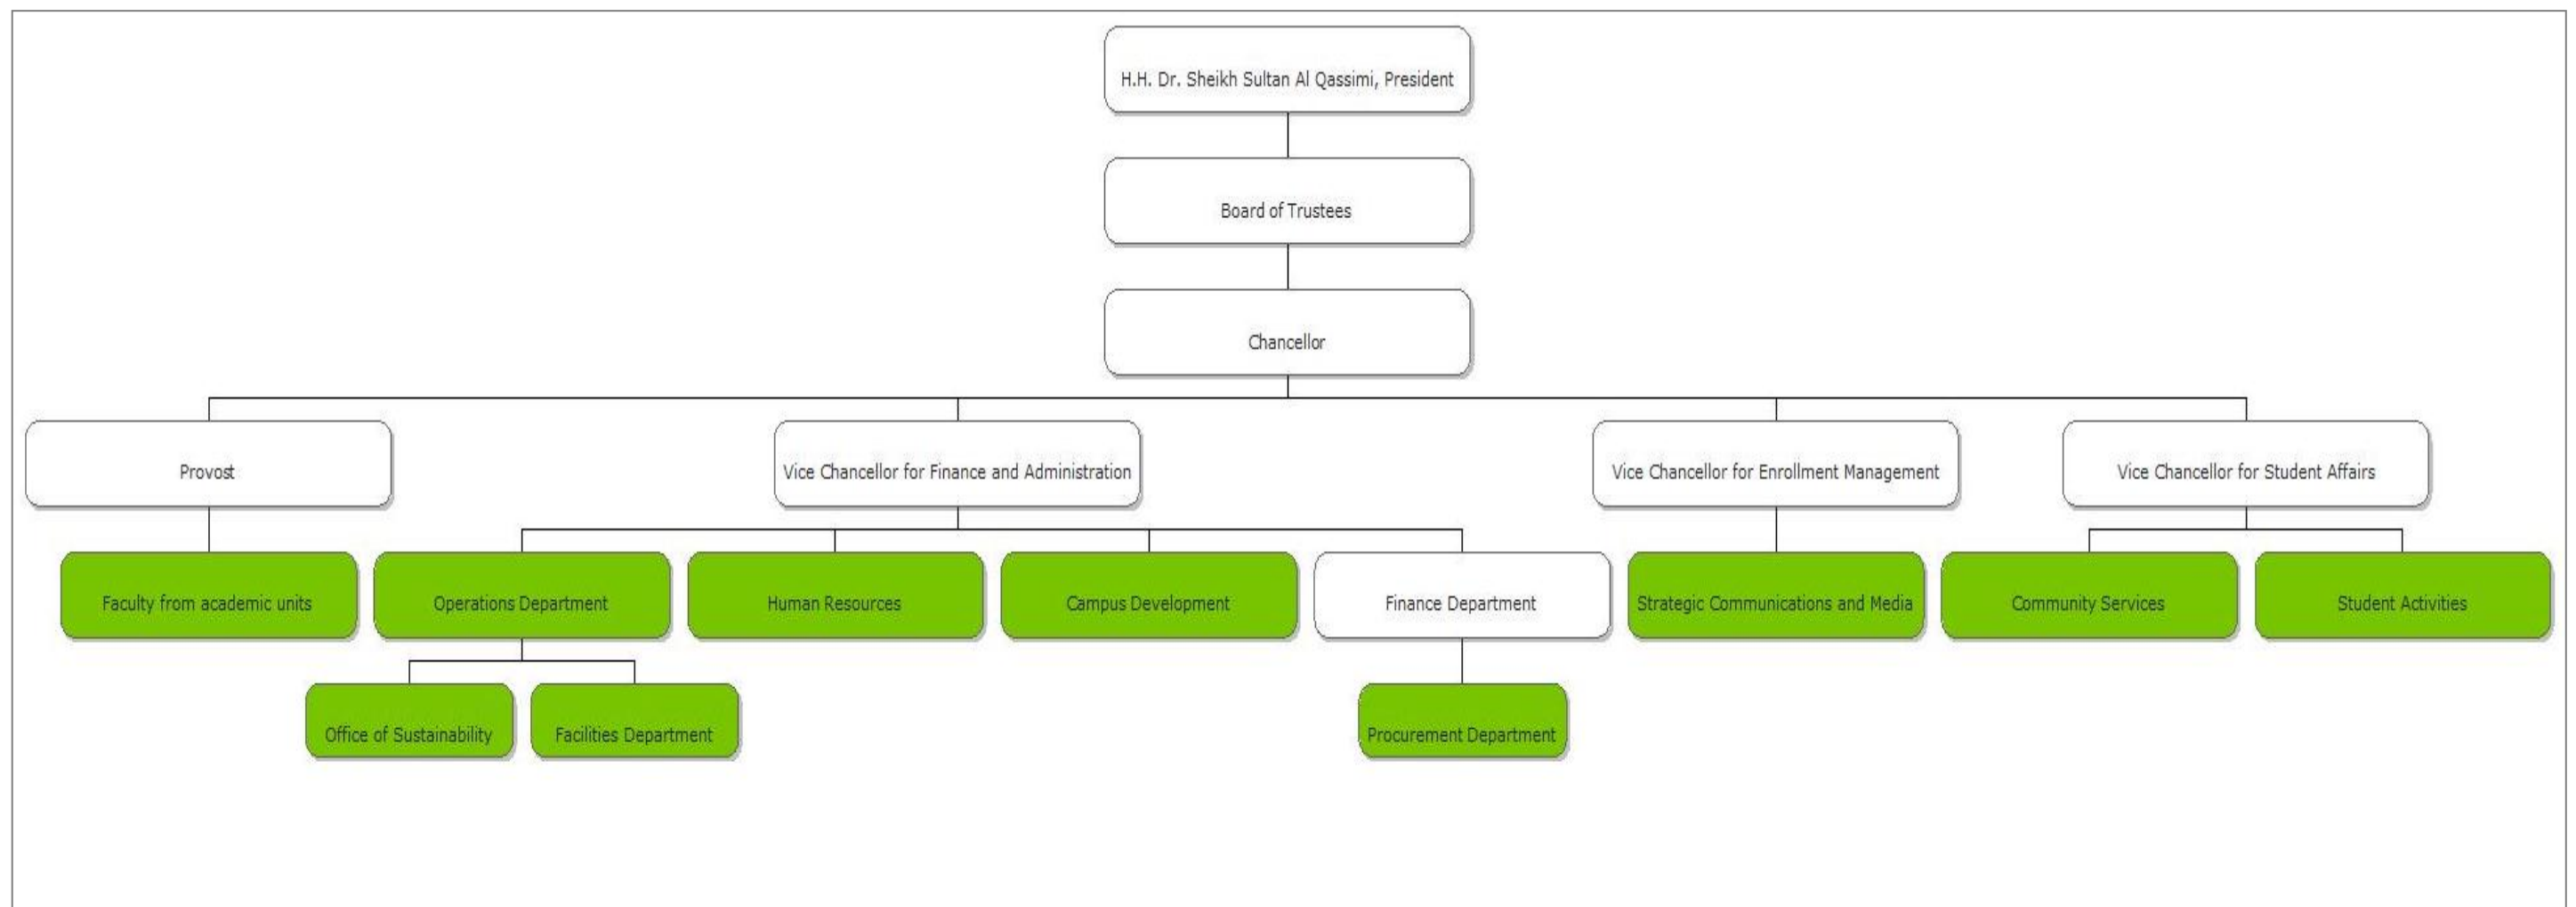 H.H. Dr. Sheikh Sultan Al Qassimi, President
Board of Trustees
Chancellor
Provost
Vice Chancellor for Finance and Administration
Vice Chancellor for Enrollment Management
Vice Chancellor for Student Affairs
Faculty from academic units
Operations Department
Human Resources
Campus Development
Finance Department
Strategic Communications and Media
Community Services
Student Activities
Office of Sustainability
Facilities Department
Procurement Department